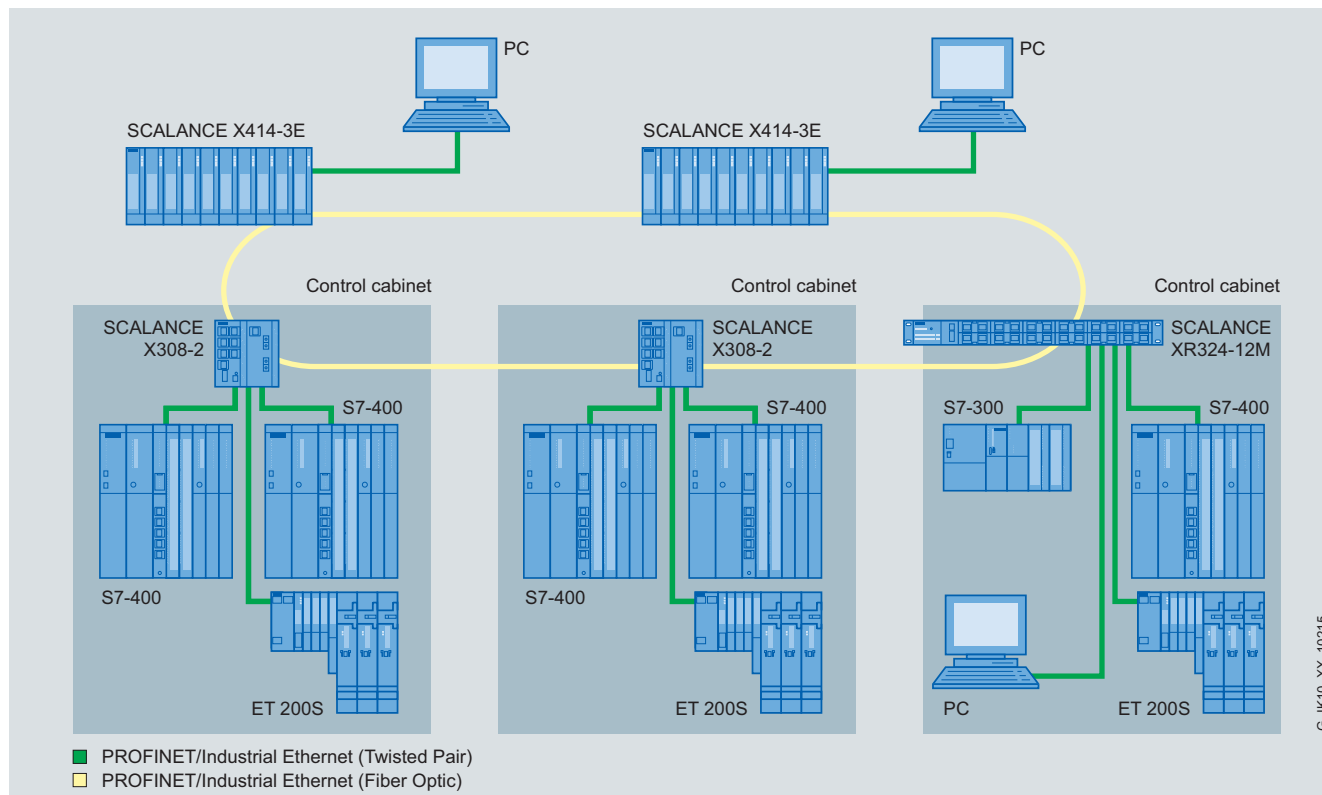 PC
PC
SCALANCE X414-3E
SCALANCE X414-3E
Control cabinet
Control cabinet
Control cabinet
SCALANCE
X308-2
SCALANCE
X308-2
SCALANCE
XR324-12M
S7-400
S7-400
S7-300
S7-400
S7-400
S7-400
ET 200S
ET 200S
PC
ET 200S
PROFINET/Industrial Ethernet (Twisted Pair)
PROFINET/Industrial Ethernet (Fiber Optic)